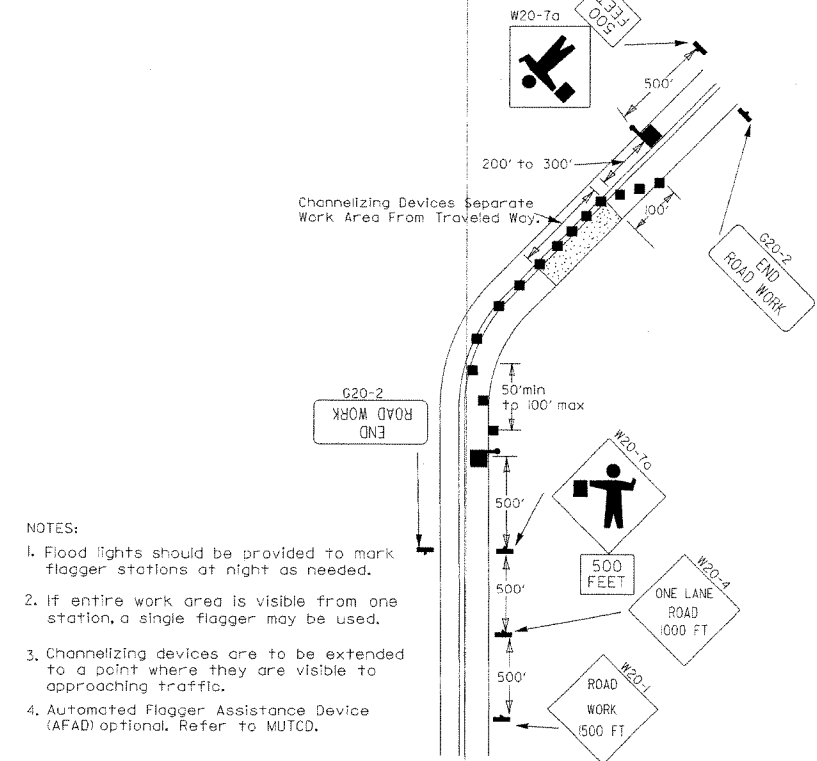 W20-7a
500
FEET
500'
200' to 300'
Channelizing Devices Separate
Work Area From Traveled Way.
100'
G20-2
END
ROAD WORK
G20-2
END
ROAD WORK
50'min
to 100' max
W20-7a
500'
500
FEET
W20-4
ONE LANE
ROAD
1000 FT
500'
W20-1
ROAD
WORK
1500 FT
500'
NOTES:
1. Flood lights should be provided to mark
flagger stations at night as needed.
2. If entire work area is visible from one
station, a single flagger may be used.
3. Channelizing devices are to be extended
to a point where they are visible to
approaching traffic.
4. Automated Flagger Assistance Device
(AFAD) optional. Refer to MUTCD.